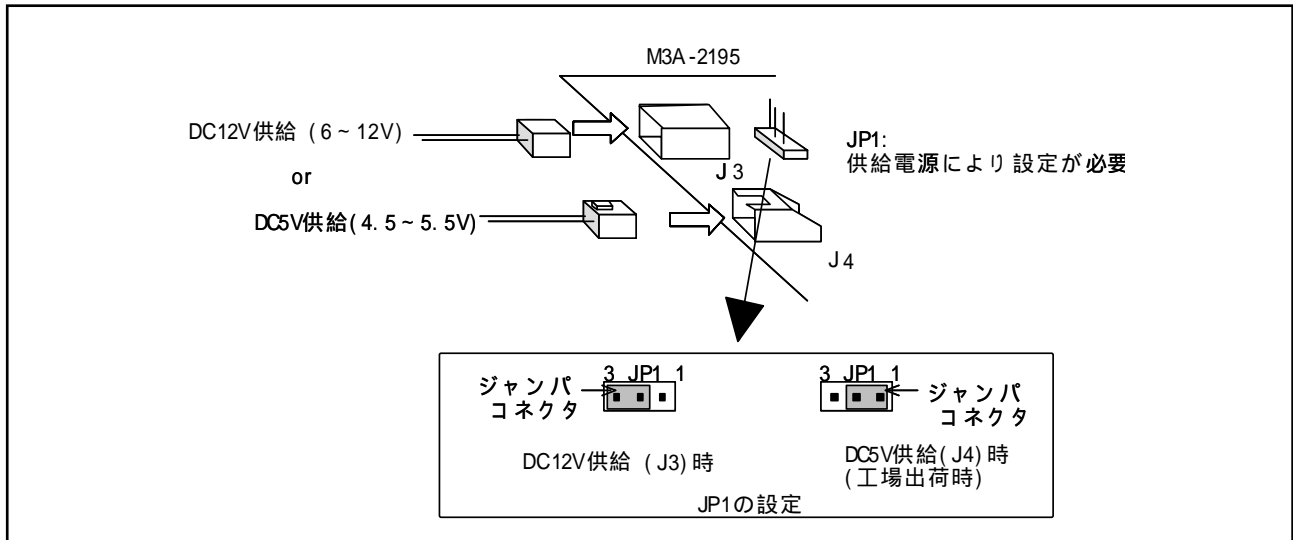 M3A-2195
DC12V供給 (6~12V)
JP1:
供給電源により設定が必要
J3
or
DC5V供給(4.5~5.5V)
J4
3 JP1 1
ジャンパ
コネクタ
DC12V供給 (J3)時
3 JP1 1
ジャンパ
コネクタ
DC5V供給(J4)時
(工場出荷時)
JP1の設定